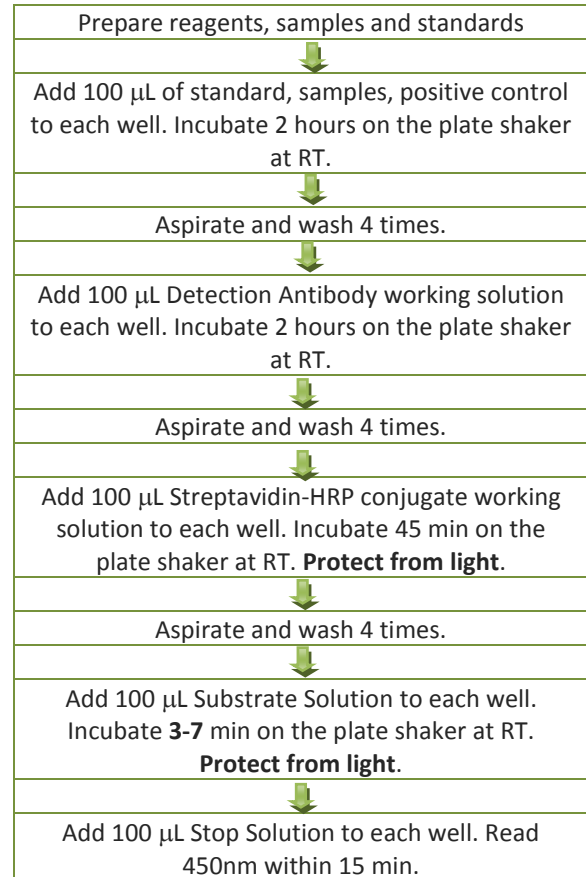 Prepare reagents, samples and standards
Add 100 μL of standard, samples, positive control
to each well. Incubate 2 hours on the plate shaker
at RT.
Aspirate and wash 4 times.
Add 100 μL Detection Antibody working solution
to each well. Incubate 2 hours on the plate shaker
at RT.
Aspirate and wash 4 times.
Add 100 μL Streptavidin-HRP conjugate working
solution to each well. Incubate 45 min on the
plate shaker at RT. Protect from light.
Aspirate and wash 4 times.
Add 100 μL Substrate Solution to each well.
Incubate 3-7 min on the plate shaker at RT.
Protect from light.
Add 100 μL Stop Solution to each well. Read
450nm within 15 min.